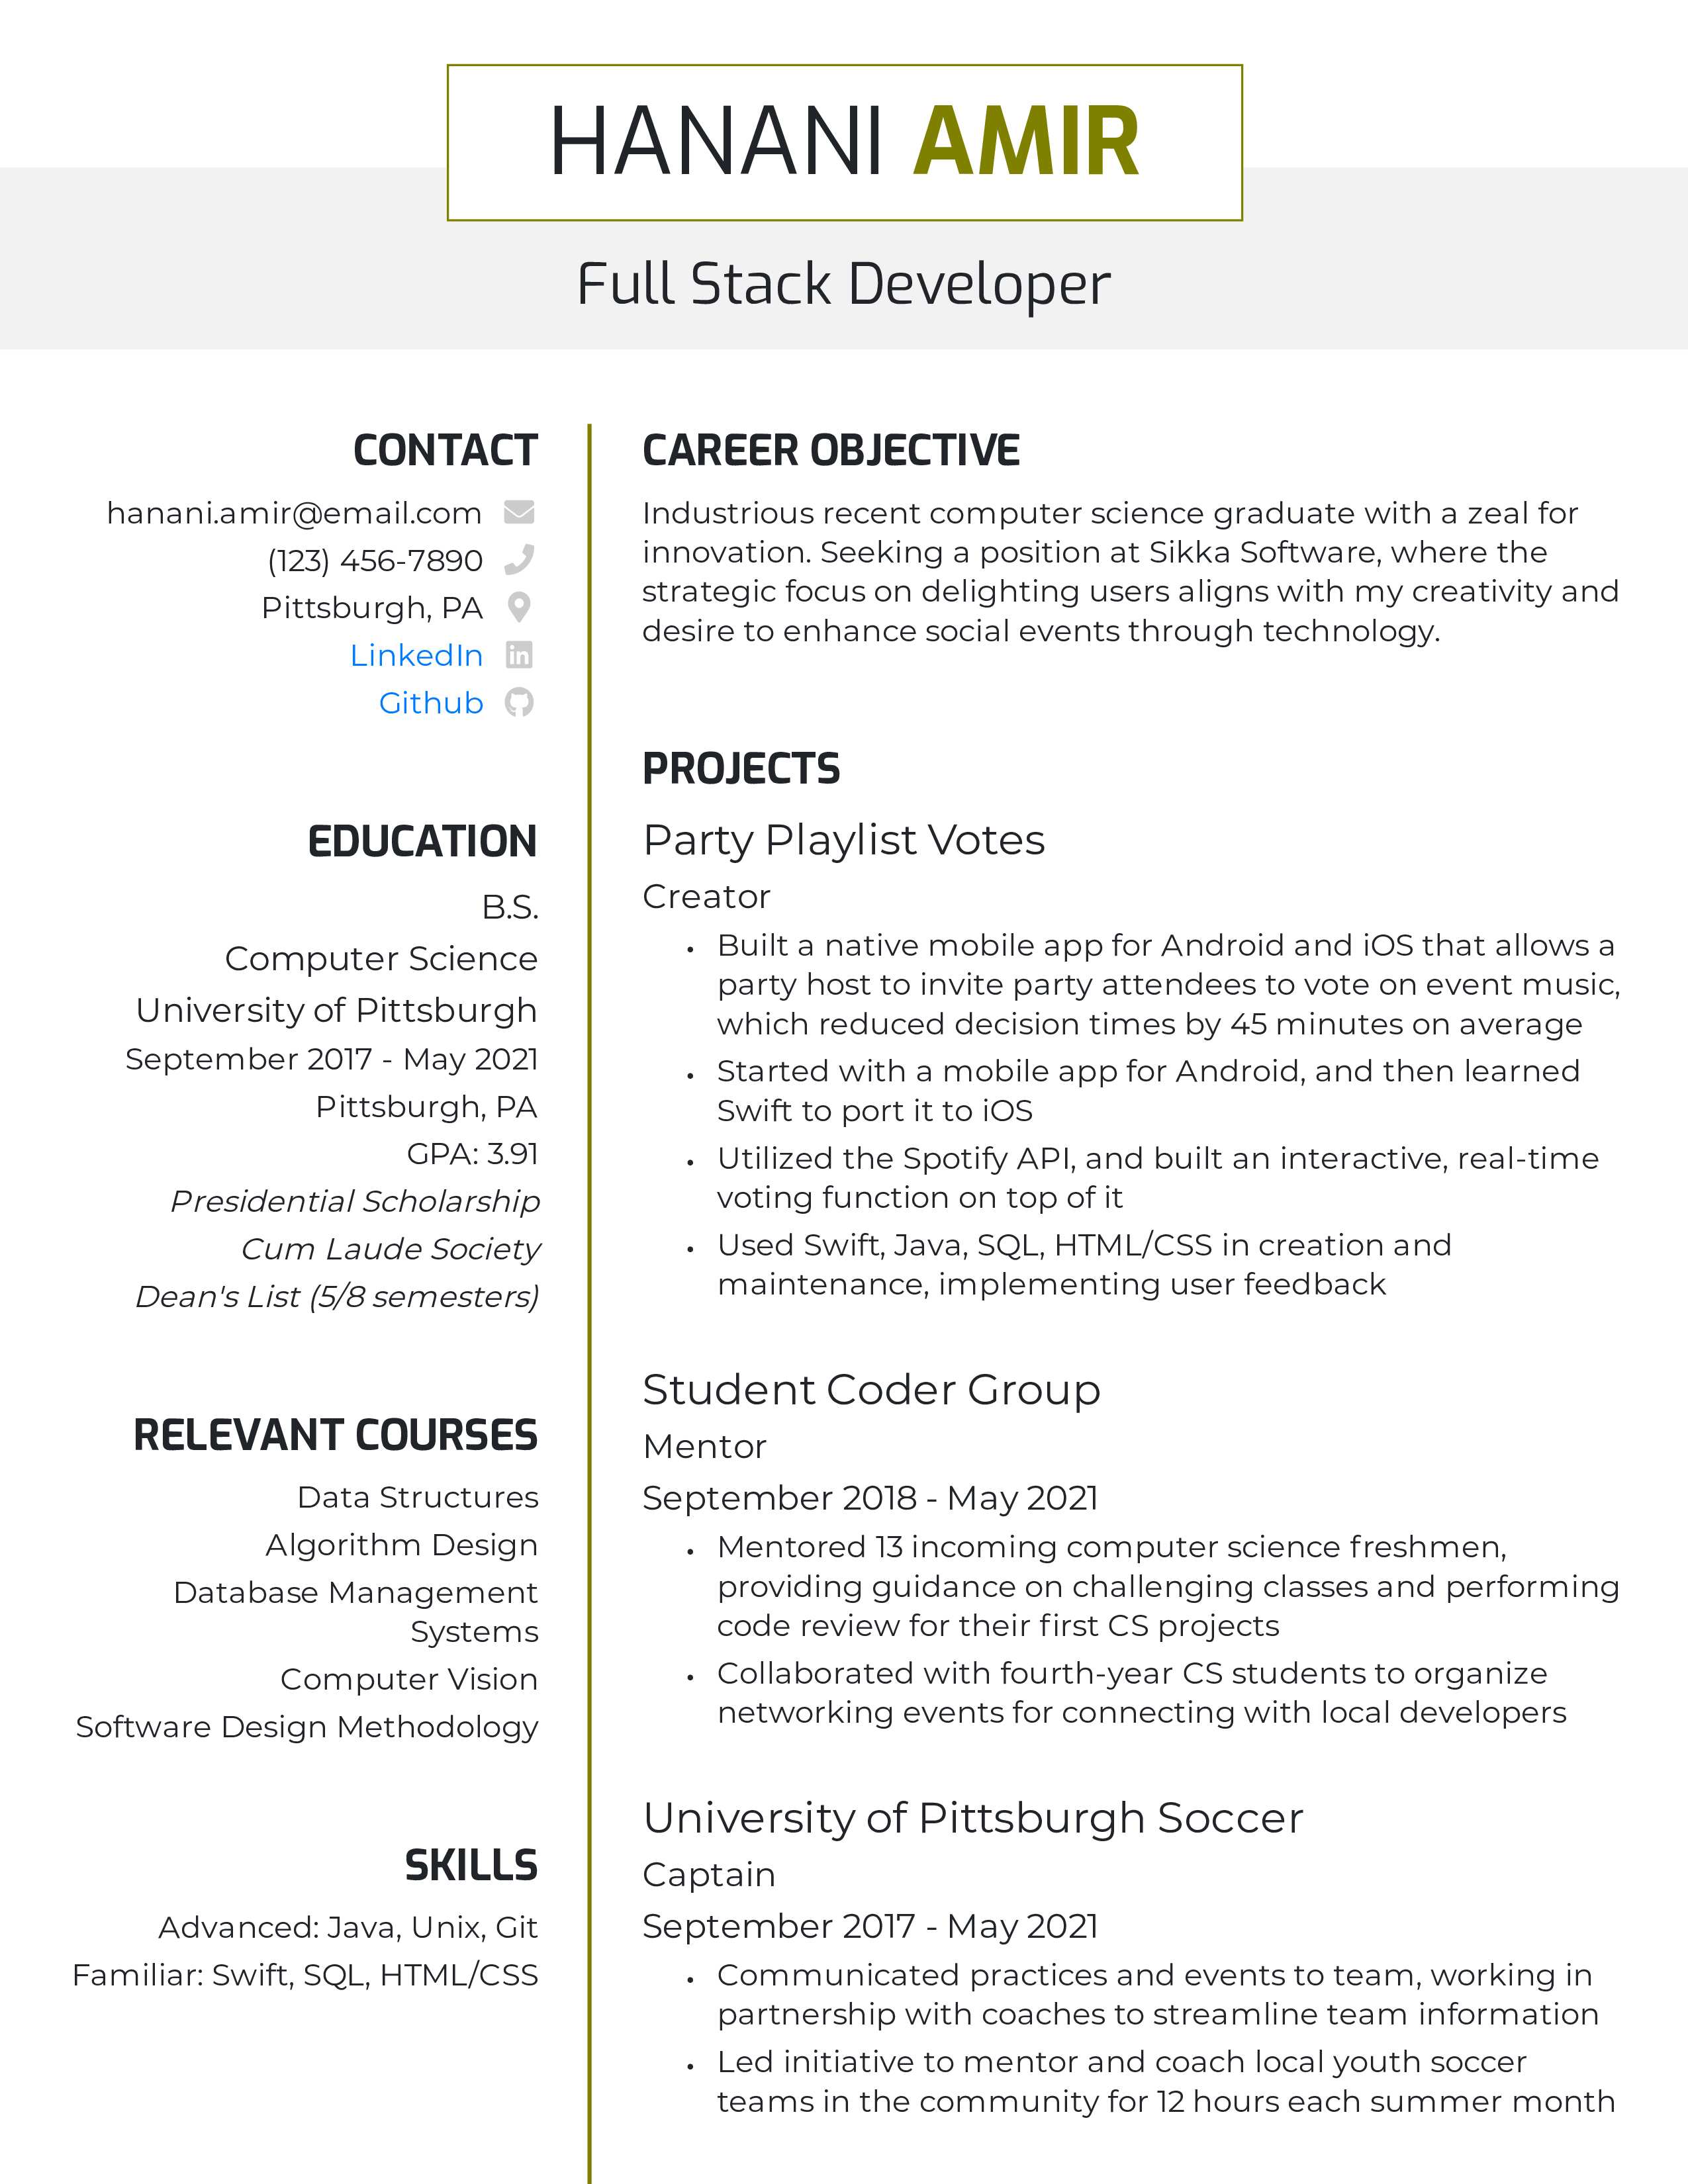 HANANI AMIR
Full Stack Developer
CONTACT
hanani.amir@email.com
(123) 456-7890
Pittsburgh, PA
LinkedIn
Github
EDUCATION
B.S.
Computer Science
University of Pittsburgh
September 2017 - May 2021
Pittsburgh, PA
GPA: 3.91
Presidential Scholarship
Cum Laude Society
Dean's List (5/8 semesters)
RELEVANT COURSES
Data Structures
Algorithm Design
Database Management
Systems
Computer Vision
Software Design Methodology
SKILLS
Advanced: Java, Unix, Git
Familiar: Swift, SQL, HTML/CSS
CAREER OBJECTIVE
Industrious recent computer science graduate with a zeal for
innovation. Seeking a position at Sikka Software, where the
strategic focus on delighting users aligns with my creativity and
desire to enhance social events through technology.
PROJECTS
Party Playlist Votes
Creator
• Built a native mobile app for Android and iOS that allows a
party host to invite party attendees to vote on event music,
which reduced decision times by 45 minutes on average
• Started with a mobile app for Android, and then learned
Swift to port it to iOS
• Utilized the Spotify API, and built an interactive, real-time
voting function on top of it
• Used Swift, Java, SQL, HTML/CSS in creation and
maintenance, implementing user feedback
Student Coder Group
Mentor
September 2018 - May 2021
• Mentored 13 incoming computer science freshmen,
providing guidance on challenging classes and performing
code review for their first CS projects
• Collaborated with fourth-year CS students to organize
networking events for connecting with local developers
University of Pittsburgh Soccer
Captain
September 2017 - May 2021
• Communicated practices and events to team, working in
partnership with coaches to streamline team information
• Led initiative to mentor and coach local youth soccer
teams in the community for 12 hours each summer month